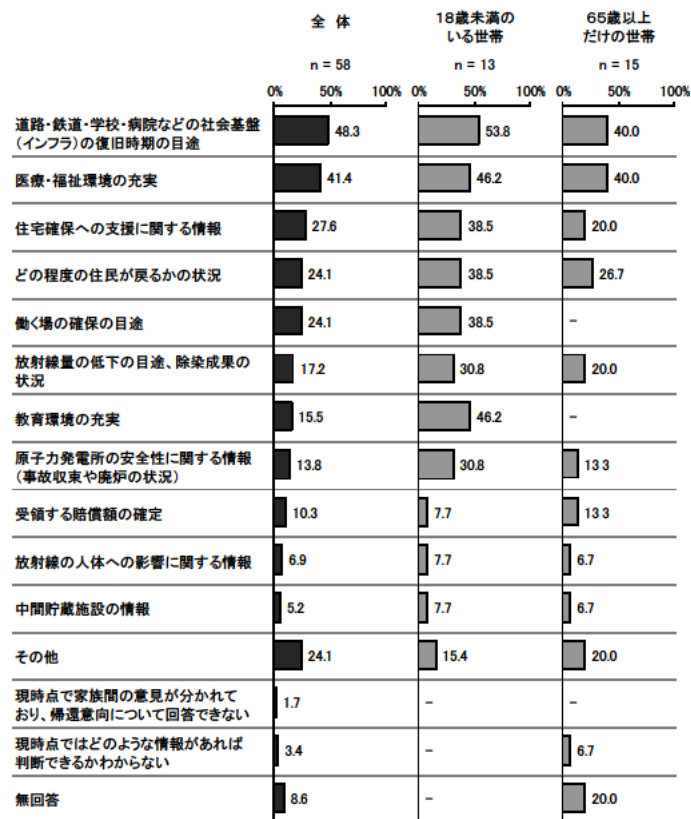 全 体
18歳未満の
いる世帯
65歳以上
だけの世帯
n = 58
n = 13
n = 15
0% 50% 100% 0% 50% 100% 0% 50% 100%
道路・鉄道・学校・病院などの社会基盤
(インフラ)の復旧時期の目途
48.3 53.8 40.0
医療・福祉環境の充実 41.4 46.2 40.0
住宅確保への支援に関する情報 27.6 38.5 20.0
どの程度の住民が戻るかの状況 24.1 38.5 26.7
働く場の確保の目途 24.1 38.5 －
放射線量の低下の目途、除染成果の
状況
17.2 30.8 20.0
教育環境の充実 15.5 46.2 －
原子力発電所の安全性に関する情報
(事故収束や廃炉の状況)
13.8 30.8 13 3
受領する賠償額の確定 10.3 7.7 13 3
放射線の人体への影響に関する情報 6.9 7.7 6.7
中間貯蔵施設の情報 5.2 7.7 6.7
その他 24.1 15.4 20.0
現時点で家族間の意見が分かれて
おり、帰還意向について回答できない
1.7 － －
現時点ではどのような情報があれば
判断できるかわからない
3.4 － 6.7
無回答 8.6 － 20.0